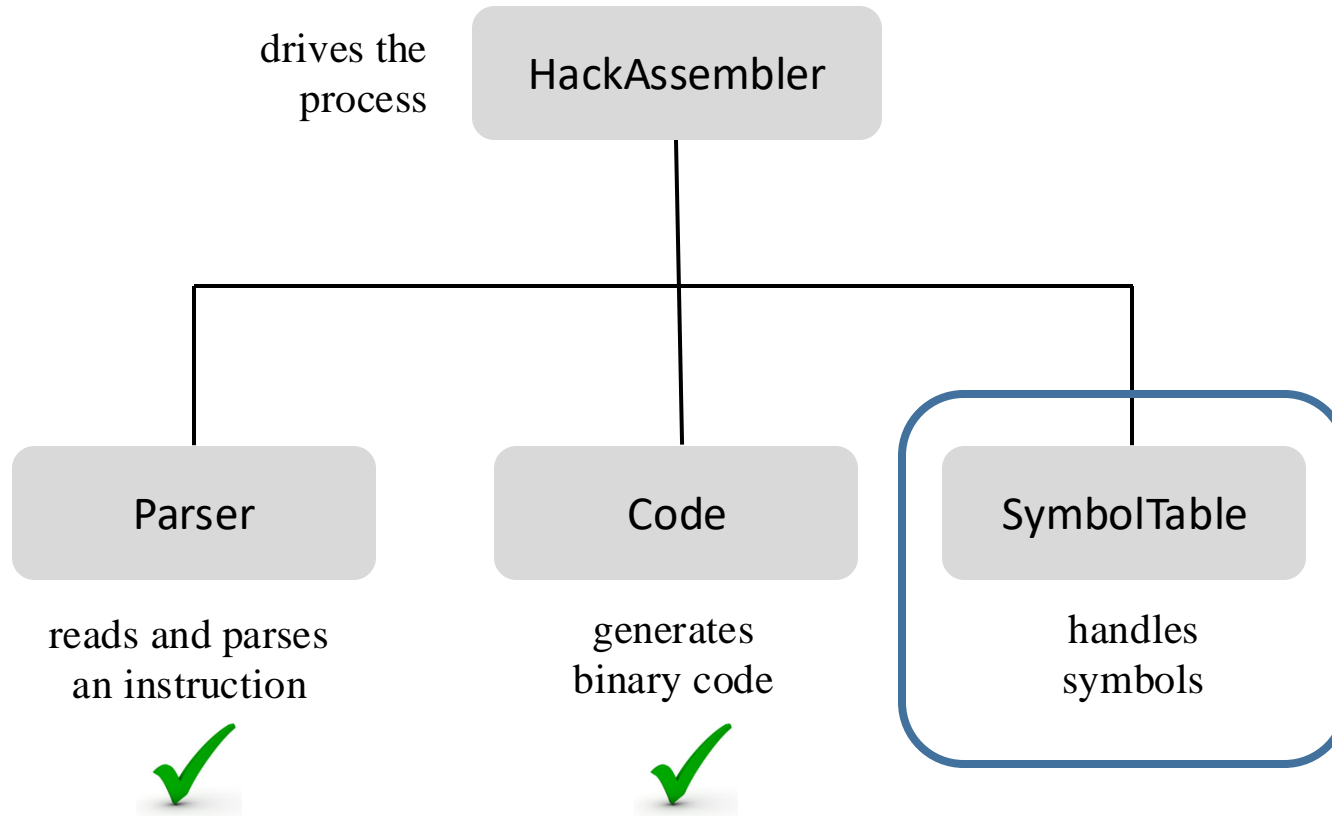 drives the
process
HackAssembler
Parser
Code
SymbolTable
reads and parses
an instruction
generates
binary code
handles
symbols